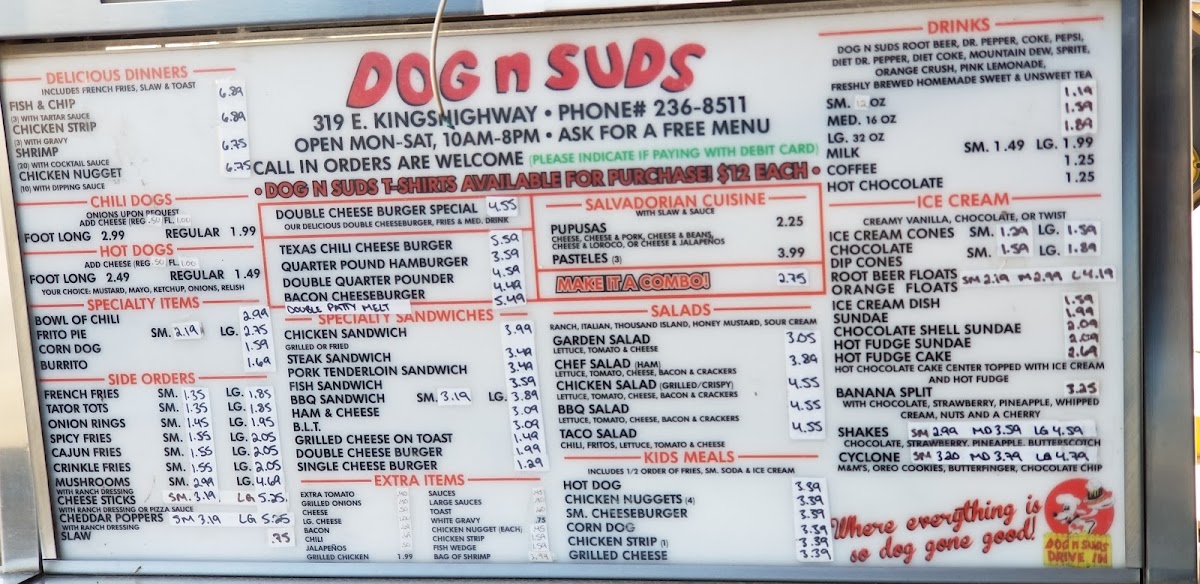 DOG n SUDS
319 E. KINGSHIGHWAY • PHONE# 236-8511
OPEN MON-SAT, 10AM-8PM • ASK FOR A FREE MENU
CALL IN ORDERS ARE WELCOME (PLEASE INDICATE IF PAYING WITH DEBIT CARD)
• DOG N SUDS T-SHIRTS AVAILABLE FOR PURCHASE! $12 EACH •
DELICIOUS DINNERS
INCLUDES FRENCH FRIES, SLAW & TOAST
FISH & CHIP 6.89
(3) WITH TARTAR SAUCE
CHICKEN STRIP 6.89
(3) WITH GRAVY
SHRIMP 6.75
(20) WITH COCKTAIL SAUCE
CHICKEN NUGGET 6.75
(10) WITH DIPPING SAUCE
CHILI DOGS
ONIONS UPON REQUEST
ADD CHEESE (REG .50 FL 1.00
FOOT LONG 2.99 REGULAR 1.99
HOT DOGS
ADD CHEESE (REG .50 FL 1.00
FOOT LONG 2.49 REGULAR 1.49
YOUR CHOICE: MUSTARD, MAYO, KETCHUP, ONIONS, RELISH
SPECIALTY ITEMS
BOWL OF CHILI 2.99
FRITO PIE SM. 2.19 LG. 2.75
CORN DOG 1.59
BURRITO 1.69
SIDE ORDERS
FRENCH FRIES SM. 1.35 LG. 1.85
TATOR TOTS SM. 1.35 LG. 1.85
ONION RINGS SM. 1.45 LG. 1.95
SPICY FRIES SM. 1.55 LG. 2.05
CAJUN FRIES SM. 1.55 LG. 2.05
CRINKLE FRIES SM. 1.55 LG. 2.05
MUSHROOMS SM. 2.99 LG. 4.69
WITH RANCH DRESSING
CHEESE STICKS SM. 3.19 LG 5.25
WITH RANCH DRESSING OR PIZZA SAUCE
CHEDDAR POPPERS SM 3.19 LG 5.25
WITH RANCH DRESSING
SLAW .75
DOUBLE CHEESE BURGER SPECIAL 4.55
OUR DELICIOUS DOUBLE CHEESEBURGER, FRIES & MED. DRINK
TEXAS CHILI CHEESE BURGER 5.59
QUARTER POUND HAMBURGER 3.59
DOUBLE QUARTER POUNDER 4.59
BACON CHEESEBURGER 4.49
DOUBLE PATTY MELT 5.49
SPECIALTY SANDWICHES
CHICKEN SANDWICH 3.99
GRILLED OR FRIED
STEAK SANDWICH 3.49
PORK TENDERLOIN SANDWICH 3.49
FISH SANDWICH 3.59
BBQ SANDWICH SM. 3.19 LG. 3.89
HAM & CHEESE 3.09
B.L.T. 3.09
GRILLED CHEESE ON TOAST 1.49
DOUBLE CHEESE BURGER 1.99
SINGLE CHEESE BURGER 1.29
EXTRA ITEMS
EXTRA TOMATO
GRILLED ONIONS
CHEESE
LG. CHEESE
BACON
CHILI
JALAPEÑOS
GRILLED CHICKEN 1.99
SAUCES
LARGE SAUCES
TOAST
WHITE GRAVY .75
CHICKEN NUGGET (EACH)
CHICKEN STRIP
FISH WEDGE
BAG OF SHRIMP
SALVADORIAN CUISINE
WITH SLAW & SAUCE
PUPUSAS 2.25
CHEESE, CHEESE & PORK, CHEESE & BEANS,
CHEESE & LOROCO, OR CHEESE & JALAPEÑOS
PASTELES (3) 3.99
MAKE IT A COMBO! 2.75
SALADS
RANCH, ITALIAN, THOUSAND ISLAND, HONEY MUSTARD, SOUR CREAM
GARDEN SALAD 3.05
LETTUCE, TOMATO & CHEESE
CHEF SALAD (HAM) 3.89
LETTUCE, TOMATO, CHEESE, BACON & CRACKERS
CHICKEN SALAD (GRILLED/CRISPY) 4.55
LETTUCE, TOMATO, CHEESE, BACON & CRACKERS
BBQ SALAD 4.55
LETTUCE, TOMATO, CHEESE, BACON & CRACKERS
TACO SALAD 4.55
CHILI, FRITOS, LETTUCE, TOMATO & CHEESE
KIDS MEALS
INCLUDES 1/2 ORDER OF FRIES, SM. SODA & ICE CREAM
HOT DOG 3.39
CHICKEN NUGGETS (4) 3.39
SM. CHEESEBURGER 3.39
CORN DOG 3.39
CHICKEN STRIP (1) 3.39
GRILLED CHEESE 3.39
DRINKS
DOG N SUDS ROOT BEER, DR. PEPPER, COKE, PEPSI,
DIET DR. PEPPER, DIET COKE, MOUNTAIN DEW, SPRITE,
ORANGE CRUSH, PINK LEMONADE,
FRESHLY BREWED HOMEMADE SWEET & UNSWEET TEA
SM. 12 OZ 1.19
MED. 16 OZ 1.39
LG. 32 OZ 1.89
MILK SM. 1.49 LG. 1.99
COFFEE 1.25
HOT CHOCOLATE 1.25
ICE CREAM
CREAMY VANILLA, CHOCOLATE, OR TWIST
ICE CREAM CONES SM. 1.29 LG. 1.59
CHOCOLATE SM. 1.59 LG. 1.89
DIP CONES
ROOT BEER FLOATS SM 2.19 M 2.99 L 4.19
ORANGE FLOATS
ICE CREAM DISH 1.59
SUNDAE 1.99
CHOCOLATE SHELL SUNDAE 2.09
HOT FUDGE SUNDAE 2.09
HOT FUDGE CAKE 2.69
HOT CHOCOLATE CAKE CENTER TOPPED WITH ICE CREAM
AND HOT FUDGE
BANANA SPLIT 3.25
WITH CHOCOLATE, STRAWBERRY, PINEAPPLE, WHIPPED
CREAM, NUTS AND A CHERRY
SHAKES SM 2.99 MD 3.59 LG 4.59
CHOCOLATE, STRAWBERRY, PINEAPPLE, BUTTERSCOTCH
CYCLONE SM 3.20 MD 3.79 LG 4.79
M&M'S, OREO COOKIES, BUTTERFINGER, CHOCOLATE CHIP
Where everything is
so dog gone good!
DOG N SUDS
DRIVE IN